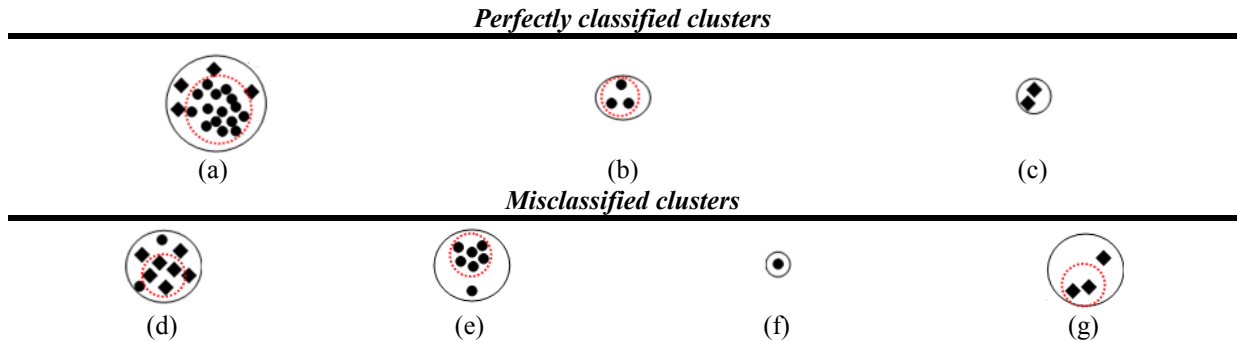 Perfectly classified clusters
(a) (b) (c)
Misclassified clusters
(d) (e) (f) (g)